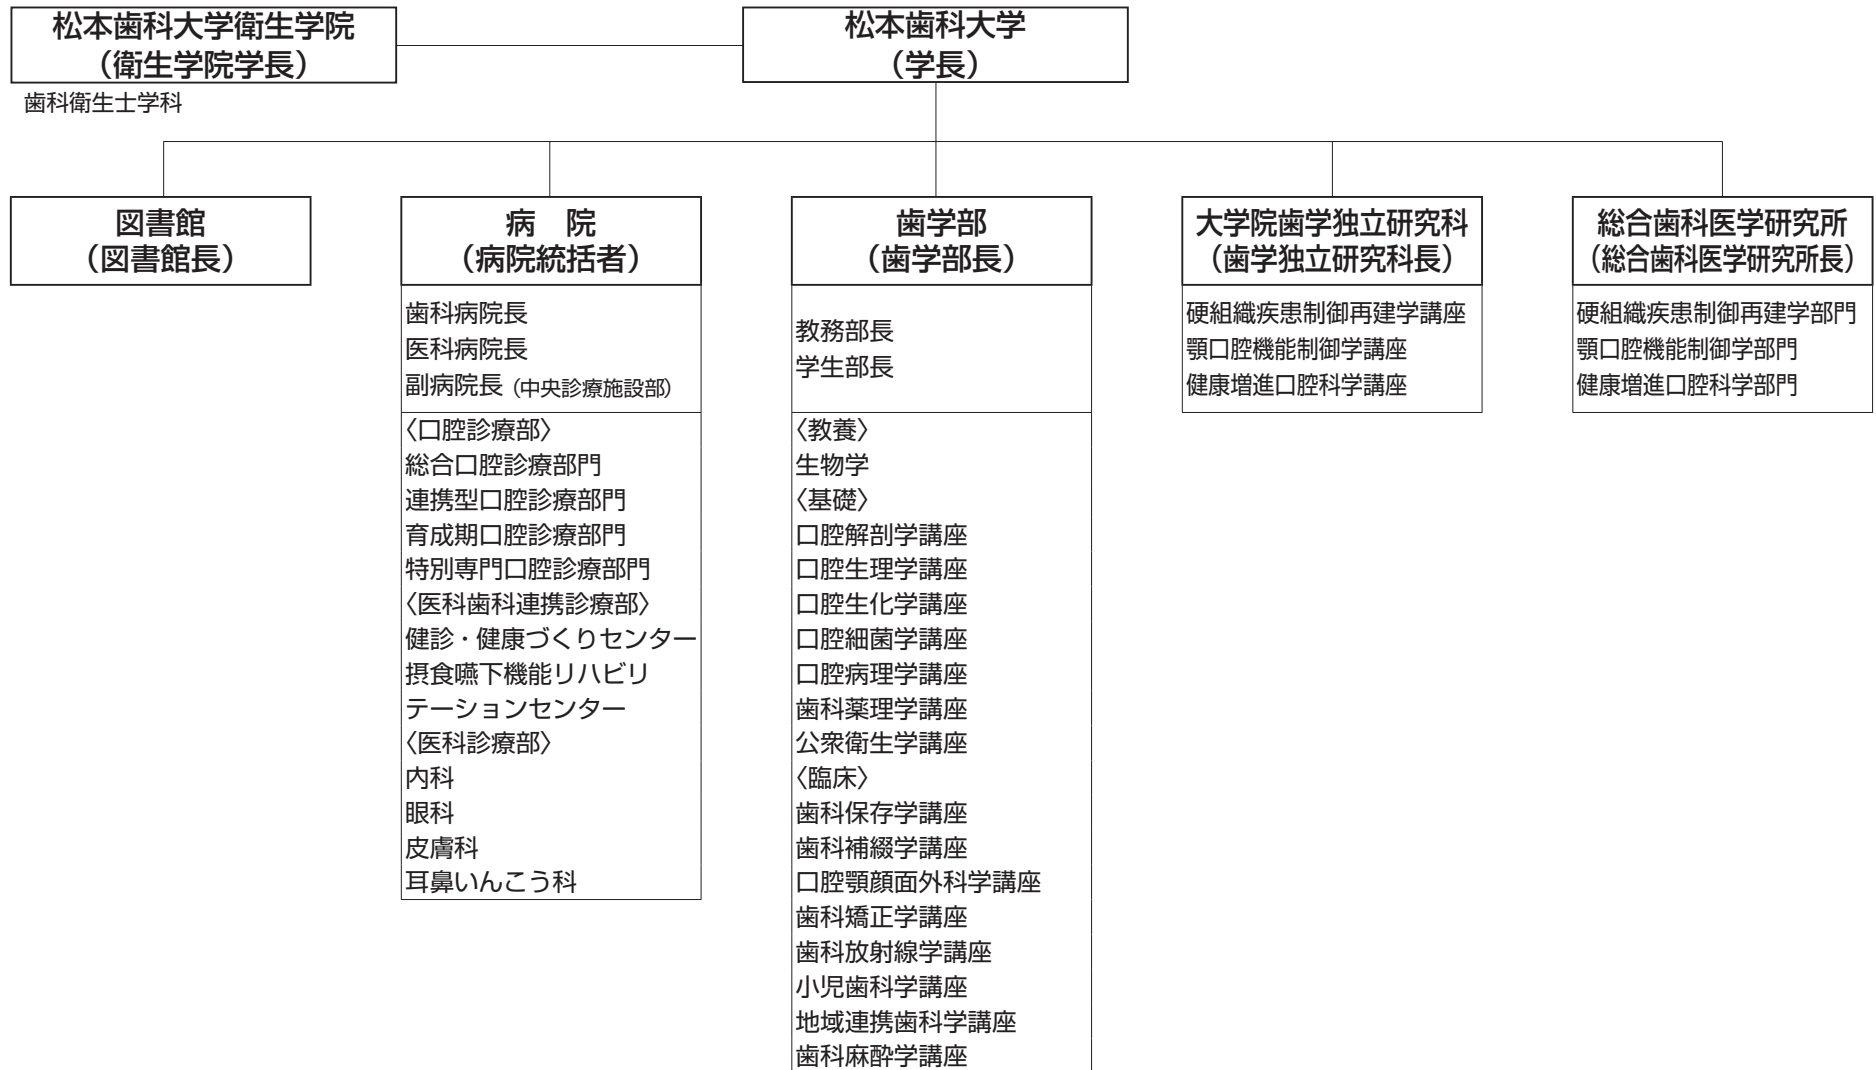 松本歯科大学衛生学院
（衛生学院学長）
歯科衛生士学科
松本歯科大学
（学長）
図書館
（図書館長）
病　院
（病院統括者）
歯科病院長
医科病院長
副病院長（中央診療施設部）
〈口腔診療部〉
総合口腔診療部門
連携型口腔診療部門
育成期口腔診療部門
特別専門口腔診療部門
〈医科歯科連携診療部〉
健診・健康づくりセンター
摂食嚥下機能リハビリ
テーションセンター
〈医科診療部〉
内科
眼科
皮膚科
耳鼻いんこう科
歯学部
（歯学部長）
教務部長
学生部長
〈教養〉
生物学
〈基礎〉
口腔解剖学講座
口腔生理学講座
口腔生化学講座
口腔細菌学講座
口腔病理学講座
歯科薬理学講座
公衆衛生学講座
〈臨床〉
歯科保存学講座
歯科補綴学講座
口腔顎顔面外科学講座
歯科矯正学講座
歯科放射線学講座
小児歯科学講座
地域連携歯科学講座
歯科麻酔学講座
大学院歯学独立研究科
（歯学独立研究科長）
硬組織疾患制御再建学講座
顎口腔機能制御学講座
健康増進口腔科学講座
総合歯科医学研究所
（総合歯科医学研究所長）
硬組織疾患制御再建学部門
顎口腔機能制御学部門
健康増進口腔科学部門